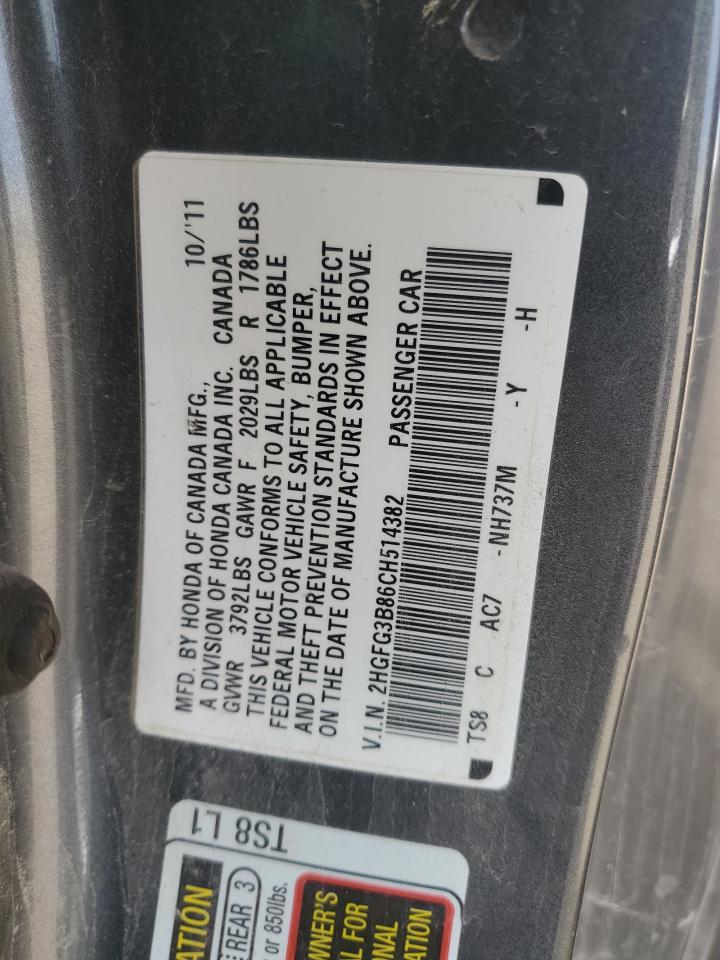 MFD. BY HONDA OF CANADA MFG., 10/'11
A DIVISION OF HONDA CANADA INC. CANADA
GVWR 3792LBS GAWR F 2029LBS R 1786LBS
THIS VEHICLE CONFORMS TO ALL APPLICABLE
FEDERAL MOTOR VEHICLE SAFETY, BUMPER,
AND THEFT PREVENTION STANDARDS IN EFFECT
ON THE DATE OF MANUFACTURE SHOWN ABOVE.
V.I.N. 2HGFG3B86CH514382 PASSENGER CAR
TS8 C AC7 -NH737M -Y -H
TS8 L1
ATION
REAR 3
or 850lbs.
WNER'S
L FOR
ONAL
ATION